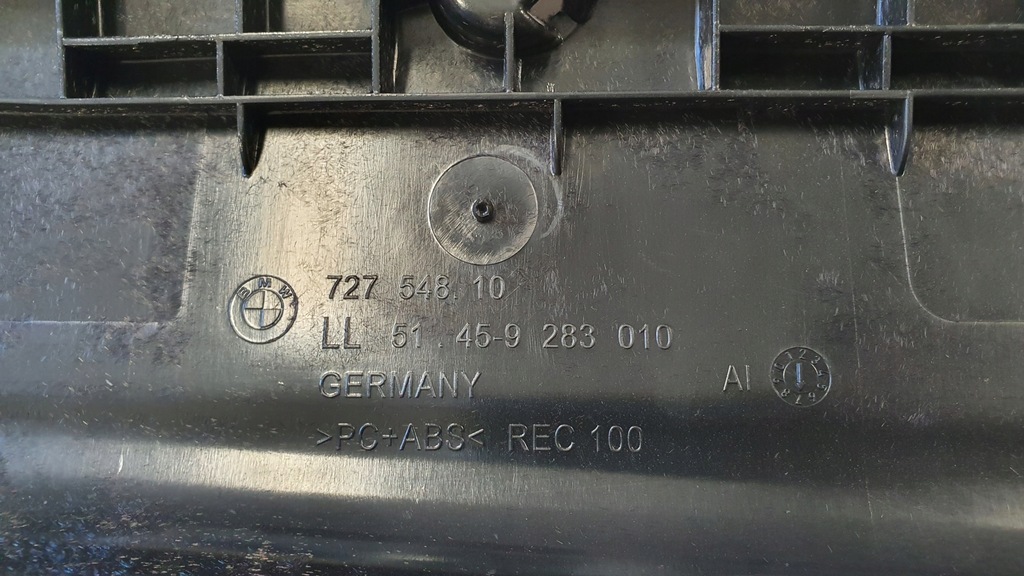 BMW
727 548.10
LL 51.45-9 283 010
GERMANY
AI
>PC+ABS< REC 100